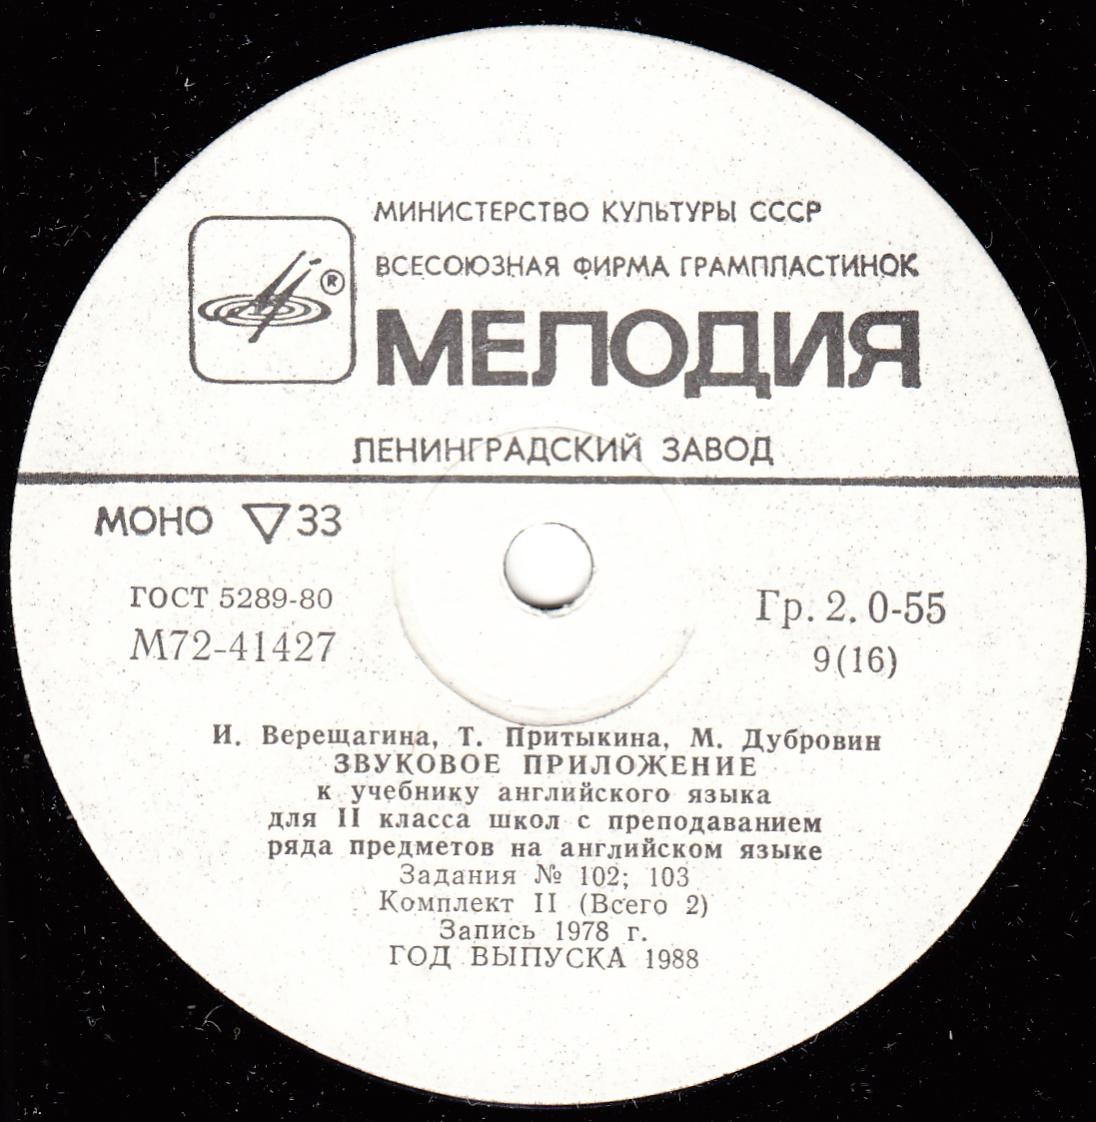 МИНИСТЕРСТВО КУЛЬТУРЫ СССР
ВСЕСОЮЗНАЯ ФИРМА ГРАМПЛАСТИНОК
®
МЕЛОДИЯ
ЛЕНИНГРАДСКИЙ ЗАВОД
МОНО ▽33
ГОСТ 5289-80
М72-41427
Гр. 2. 0-55
9(16)
И. Верещагина, Т. Притыкина, М. Дубровин
ЗВУКОВОЕ ПРИЛОЖЕНИЕ
к учебнику английского языка
для II класса школ с преподаванием
ряда предметов на английском языке
Задания № 102; 103
Комплект II (Всего 2)
Запись 1978 г.
ГОД ВЫПУСКА 1988